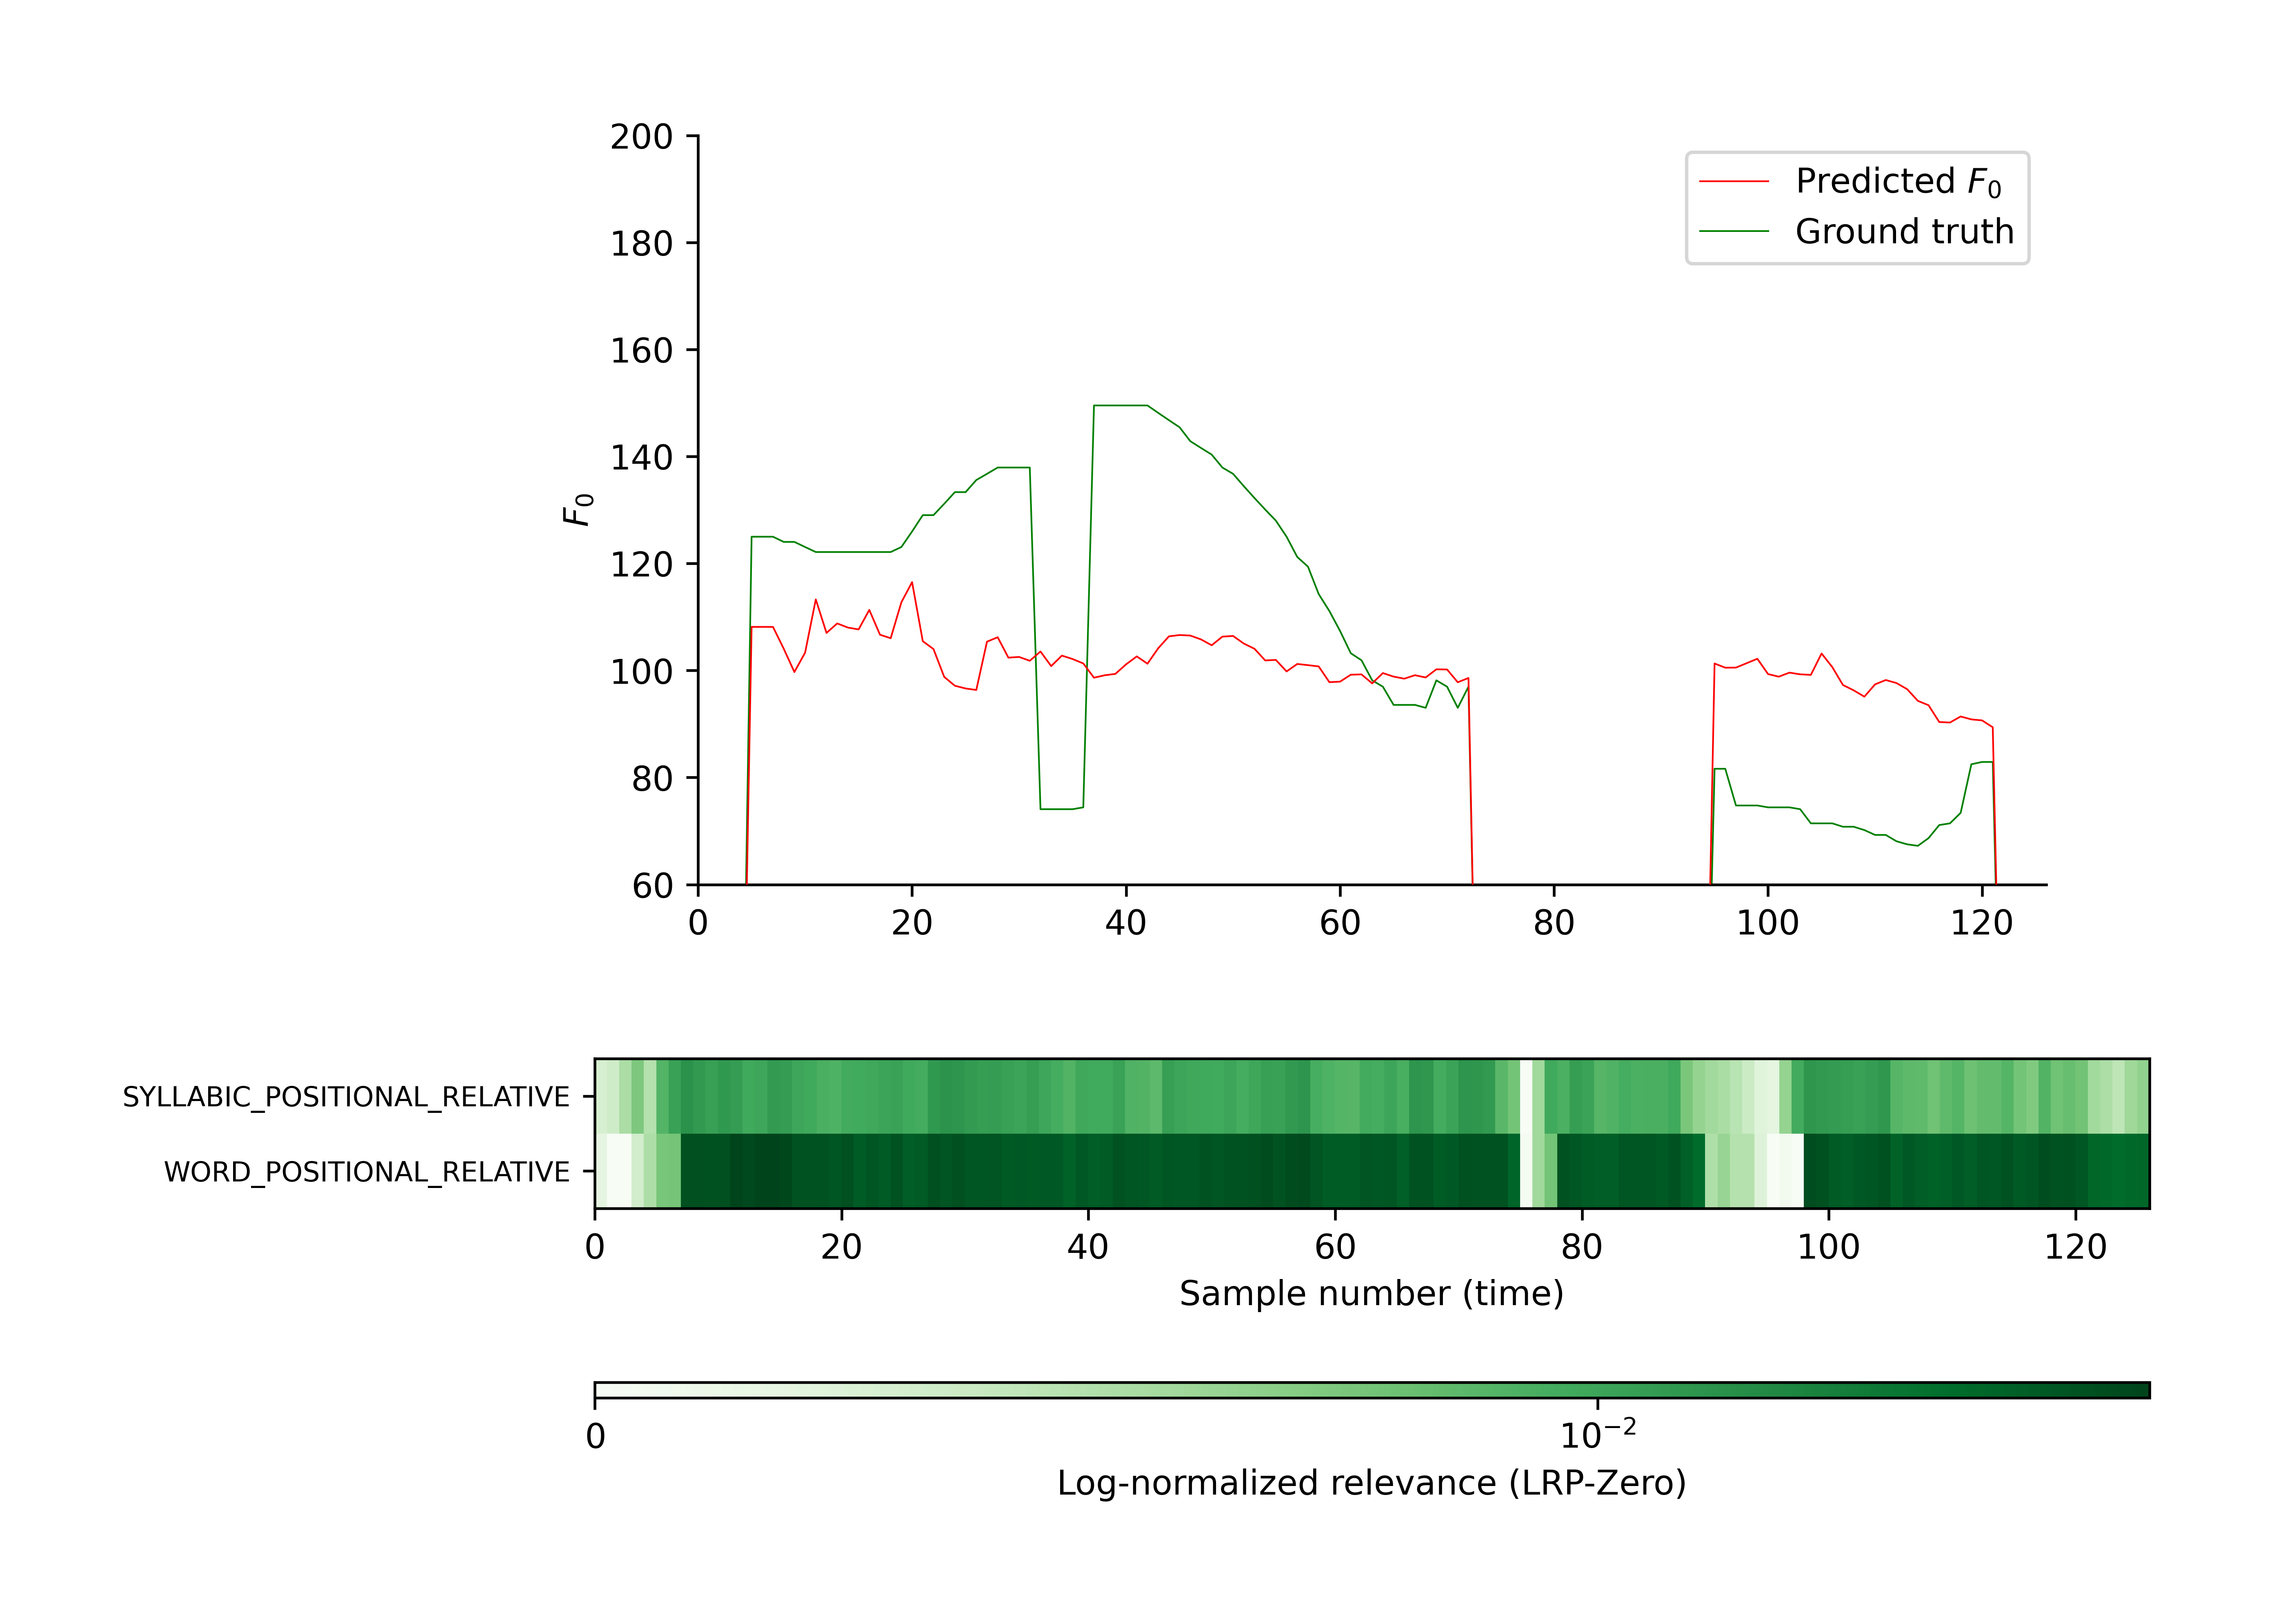 200
180
160
140
120
100
80
60
F₀
Predicted F₀
Ground truth
0 20 40 60 80 100 120
SYLLABIC_POSITIONAL_RELATIVE
WORD_POSITIONAL_RELATIVE
0 20 40 60 80 100 120
Sample number (time)
0 10⁻²
Log-normalized relevance (LRP-Zero)